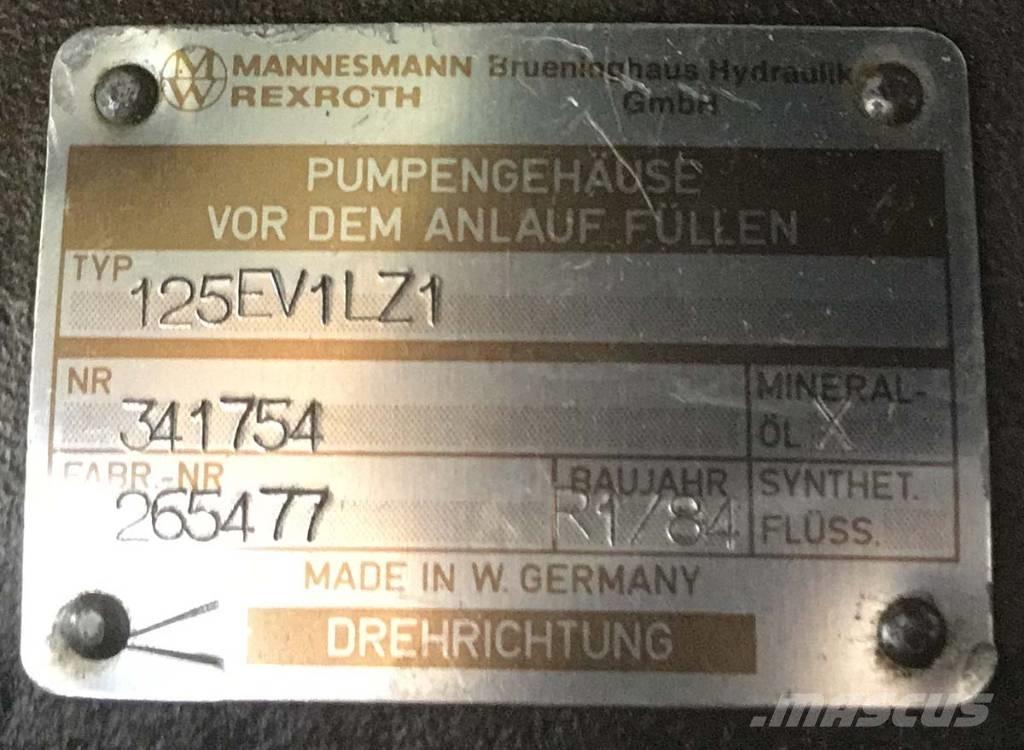 MW MANNESMANN REXROTH Brueninghaus Hydraulik GmbH
PUMPENGEHÄUSE
VOR DEM ANLAUF FÜLLEN
TYP 125EV1LZ1
NR 341754
MINERAL-
ÖL X
FABR.-NR 265477
BAUJAHR R1/84
SYNTHET.
FLÜSS.
MADE IN W. GERMANY
DREHRICHTUNG
.mascus